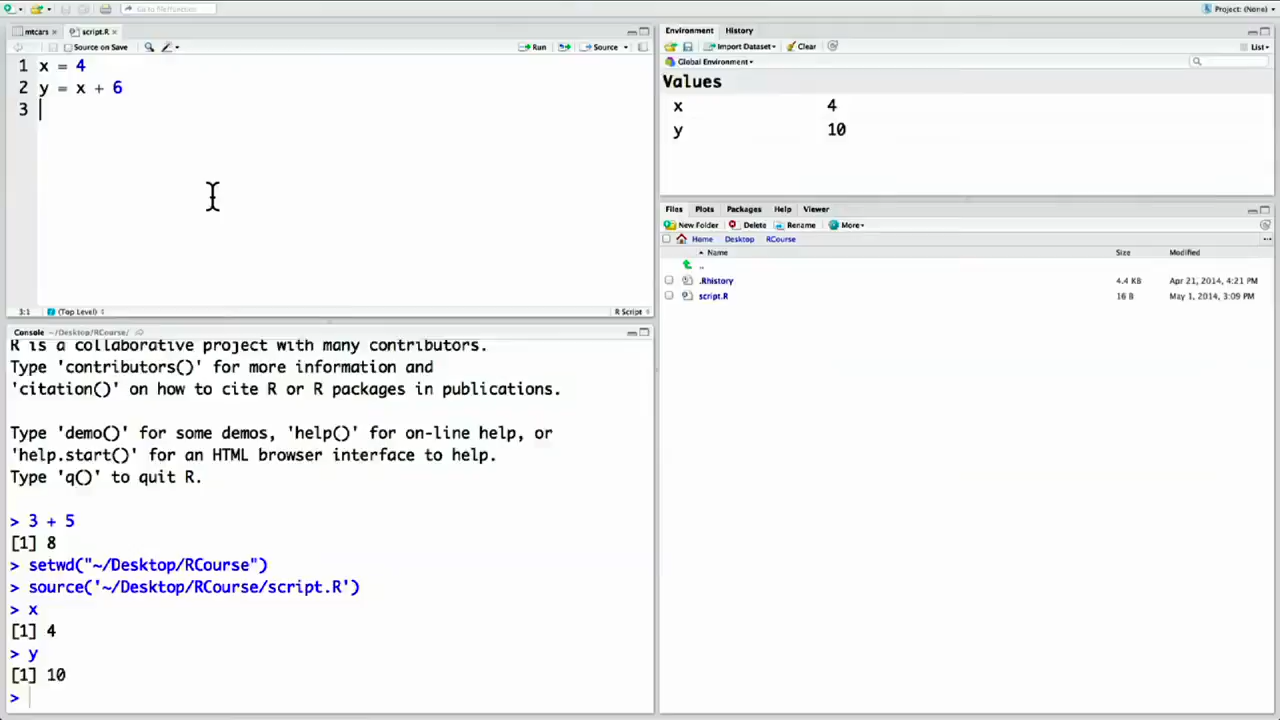 Go to file/function
Project: (None)
mtcars
script.R
Source on Save
Run
Source
1 x = 4
2 y = x + 6
3
3:1
(Top Level)
R Script
Console ~/Desktop/RCourse/
R is a collaborative project with many contributors.
Type 'contributors()' for more information and
'citation()' on how to cite R or R packages in publications.
Type 'demo()' for some demos, 'help()' for on-line help, or
'help.start()' for an HTML browser interface to help.
Type 'q()' to quit R.
> 3 + 5
[1] 8
> setwd("~/Desktop/RCourse")
> source('~/Desktop/RCourse/script.R')
> x
[1] 4
> y
[1] 10
>
Environment History
Import Dataset Clear List
Global Environment
Values
x 4
y 10
Files Plots Packages Help Viewer
New Folder Delete Rename More
Home Desktop RCourse
Name Size Modified
..
.Rhistory 4.4 KB Apr 21, 2014, 4:21 PM
script.R 16 B May 1, 2014, 3:09 PM